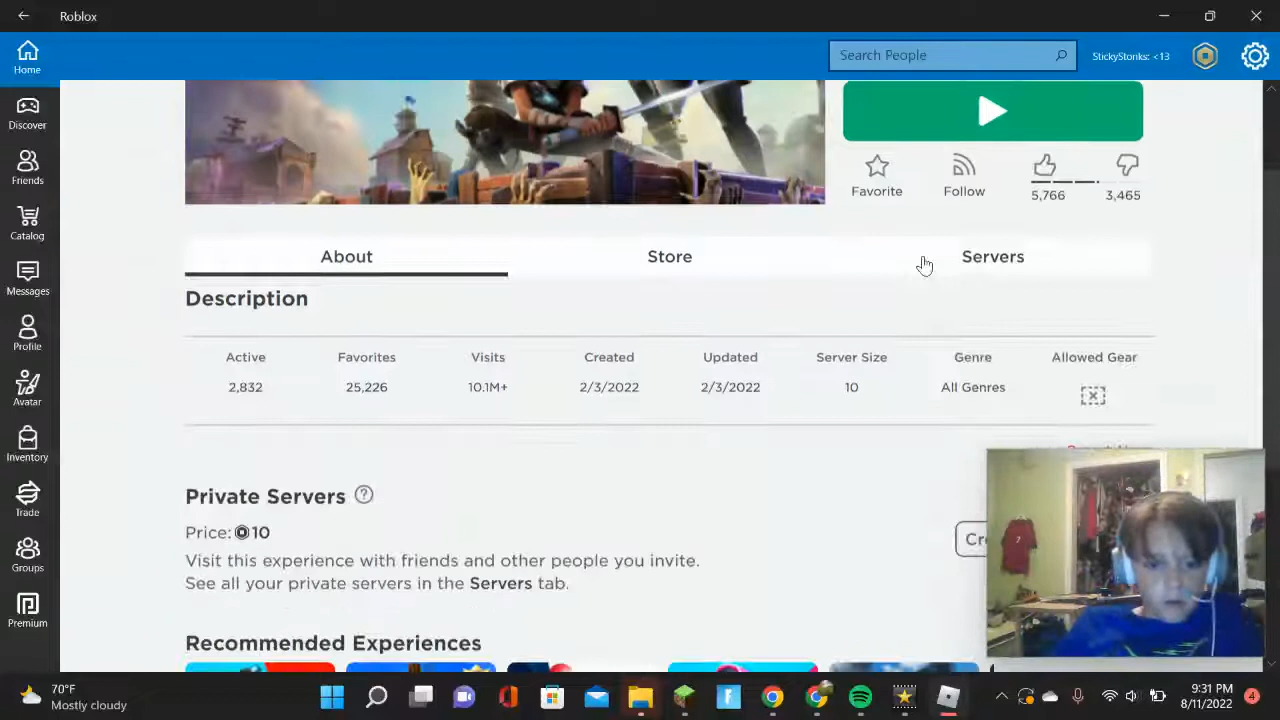 Roblox
Search People
StickyStonks: <13
Home
Discover
Friends
Catalog
Messages
Profile
Avatar
Inventory
Trade
Groups
Premium
Favorite
Follow
5,766
3,465
About
Store
Servers
Description
Active
Favorites
Visits
Created
Updated
Server Size
Genre
Allowed Gear
2,832
25,226
10.1M+
2/3/2022
2/3/2022
10
All Genres
Private Servers
Price: 10
Visit this experience with friends and other people you invite.
See all your private servers in the Servers tab.
Recommended Experiences
70°F
Mostly cloudy
9:31 PM
8/11/2022
4
7